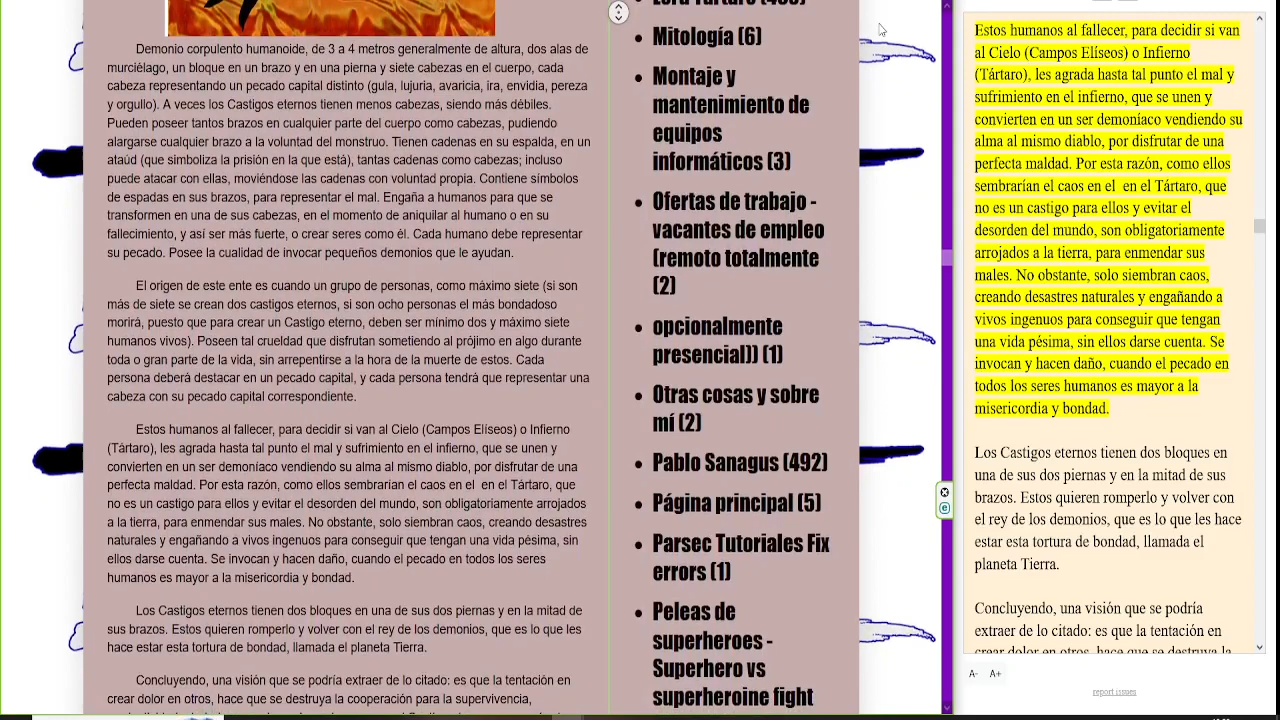 Demonio corpulento humanoide, de 3 a 4 metros generalmente de altura, dos alas de
murciélago, un bloque en un brazo y en una pierna y siete cabezas en el cuerpo, cada
cabeza representando un pecado capital distinto (gula, lujuria, avaricia, ira, envidia, pereza
y orgullo). A veces los Castigos eternos tienen menos cabezas, siendo más débiles.
Pueden poseer tantos brazos en cualquier parte del cuerpo como cabezas, pudiendo
alargarse cualquier brazo a la voluntad del monstruo. Tienen cadenas en su espalda, en un
ataúd (que simboliza la prisión en la que está), tantas cadenas como cabezas; incluso
puede atacar con ellas, moviéndose las cadenas con voluntad propia. Contiene símbolos
de espadas en sus brazos, para representar el mal. Engaña a humanos para que se
transformen en una de sus cabezas, en el momento de aniquilar al humano o en su
fallecimiento, y así ser más fuerte, o crear seres como él. Cada humano debe representar
su pecado. Posee la cualidad de invocar pequeños demonios que le ayudan.
El origen de este ente es cuando un grupo de personas, como máximo siete (si son
más de siete se crean dos castigos eternos, si son ocho personas el más bondadoso
morirá, puesto que para crear un Castigo eterno, deben ser mínimo dos y máximo siete
humanos vivos). Poseen tal crueldad que disfrutan sometiendo al prójimo en algo durante
toda o gran parte de la vida, sin arrepentirse a la hora de la muerte de estos. Cada
persona deberá destacar en un pecado capital, y cada persona tendrá que representar una
cabeza con su pecado capital correspondiente.
Estos humanos al fallecer, para decidir si van al Cielo (Campos Elíseos) o Infierno
(Tártaro), les agrada hasta tal punto el mal y sufrimiento en el infierno, que se unen y
convierten en un ser demoníaco vendiendo su alma al mismo diablo, por disfrutar de una
perfecta maldad. Por esta razón, como ellos sembrarían el caos en el  en el Tártaro, que
no es un castigo para ellos y evitar el desorden del mundo, son obligatoriamente arrojados
a la tierra, para enmendar sus males. No obstante, solo siembran caos, creando desastres
naturales y engañando a vivos ingenuos para conseguir que tengan una vida pésima, sin
ellos darse cuenta. Se invocan y hacen daño, cuando el pecado en todos los seres
humanos es mayor a la misericordia y bondad.
Los Castigos eternos tienen dos bloques en una de sus dos piernas y en la mitad de
sus brazos. Estos quieren romperlo y volver con el rey de los demonios, que es lo que les
hace estar esta tortura de bondad, llamada el planeta Tierra.
Concluyendo, una visión que se podría extraer de lo citado: es que la tentación en
crear dolor en otros, hace que se destruya la cooperación para la supervivencia,
Mitología (6)
Montaje y
mantenimiento de
equipos
informáticos (3)
Ofertas de trabajo -
vacantes de empleo
(remoto totalmente
(2)
opcionalmente
presencial)) (1)
Otras cosas y sobre
mí (2)
Pablo Sanagus (492)
Página principal (5)
Parsec Tutoriales Fix
errors (1)
Peleas de
superheroes -
Superhero vs
superheroine fight
Estos humanos al fallecer, para decidir si van
al Cielo (Campos Elíseos) o Infierno
(Tártaro), les agrada hasta tal punto el mal y
sufrimiento en el infierno, que se unen y
convierten en un ser demoníaco vendiendo su
alma al mismo diablo, por disfrutar de una
perfecta maldad. Por esta razón, como ellos
sembrarían el caos en el  en el Tártaro, que
no es un castigo para ellos y evitar el
desorden del mundo, son obligatoriamente
arrojados a la tierra, para enmendar sus
males. No obstante, solo siembran caos,
creando desastres naturales y engañando a
vivos ingenuos para conseguir que tengan
una vida pésima, sin ellos darse cuenta. Se
invocan y hacen daño, cuando el pecado en
todos los seres humanos es mayor a la
misericordia y bondad.
Los Castigos eternos tienen dos bloques en
una de sus dos piernas y en la mitad de sus
brazos. Estos quieren romperlo y volver con
el rey de los demonios, que es lo que les hace
estar esta tortura de bondad, llamada el
planeta Tierra.
Concluyendo, una visión que se podría
extraer de lo citado: es que la tentación en
crear dolor en otros, hace que se destruya la
A- A+
report issues